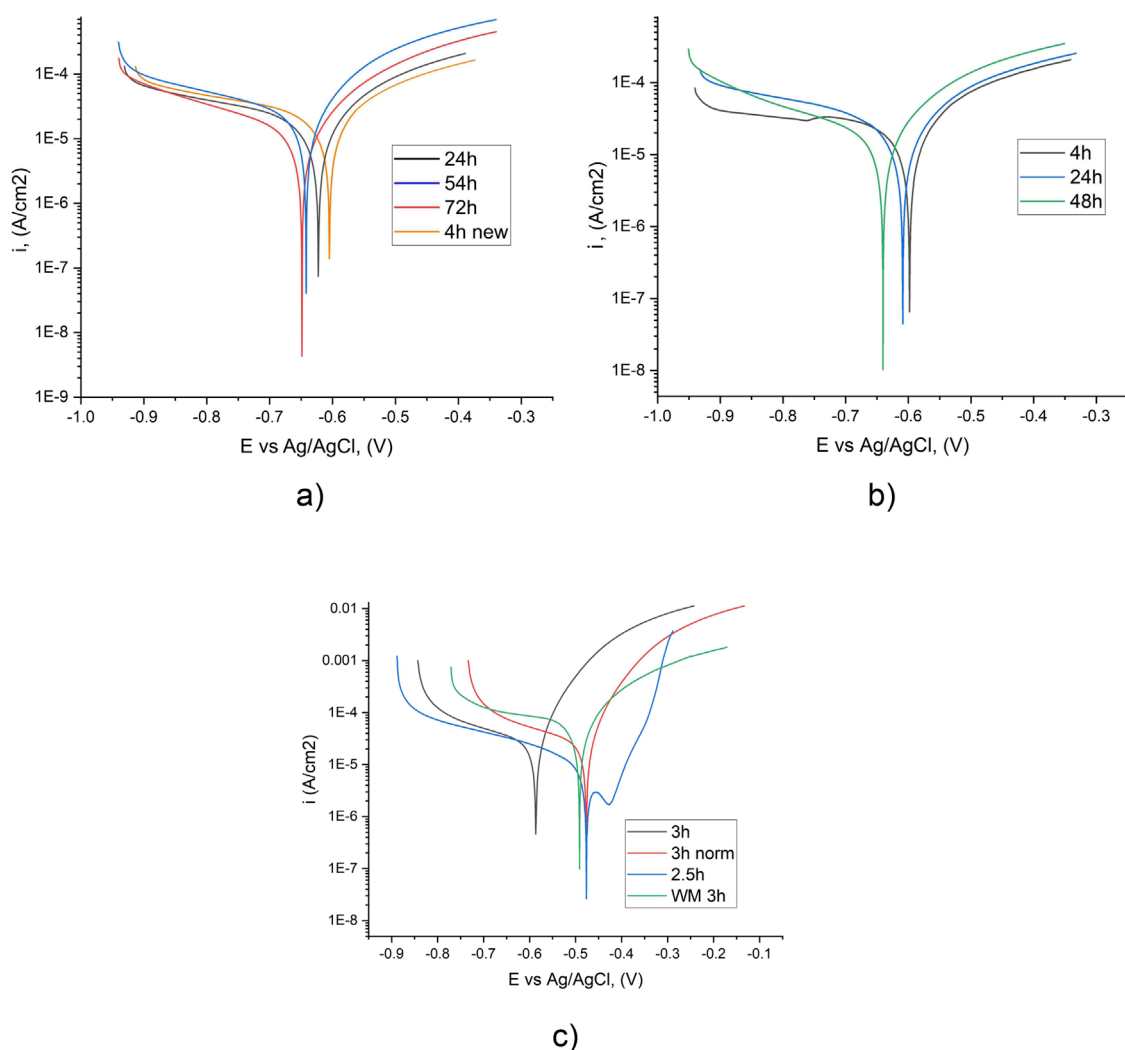 1E-4
1E-5
1E-6
1E-7
1E-8
1E-9
i, (A/cm2)
24h
54h
72h
4h new
-1.0 -0.9 -0.8 -0.7 -0.6 -0.5 -0.4 -0.3
E vs Ag/AgCl, (V)
a)
1E-4
1E-5
1E-6
1E-7
1E-8
i, (A/cm2)
4h
24h
48h
-1.0 -0.9 -0.8 -0.7 -0.6 -0.5 -0.4 -0.3
E vs Ag/AgCl, (V)
b)
0.01
0.001
1E-4
1E-5
1E-6
1E-7
1E-8
i (A/cm2)
3h
3h norm
2.5h
WM 3h
-0.9 -0.8 -0.7 -0.6 -0.5 -0.4 -0.3 -0.2 -0.1
E vs Ag/AgCl, (V)
c)